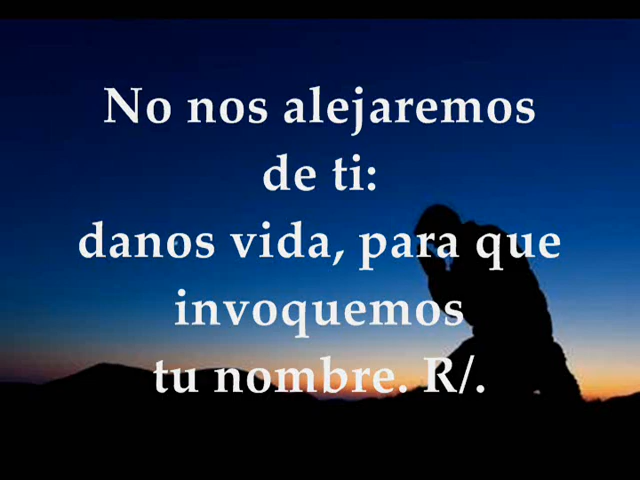 No nos alejaremos
de ti:
danos vida, para que
invoquemos
tu nombre. R/.